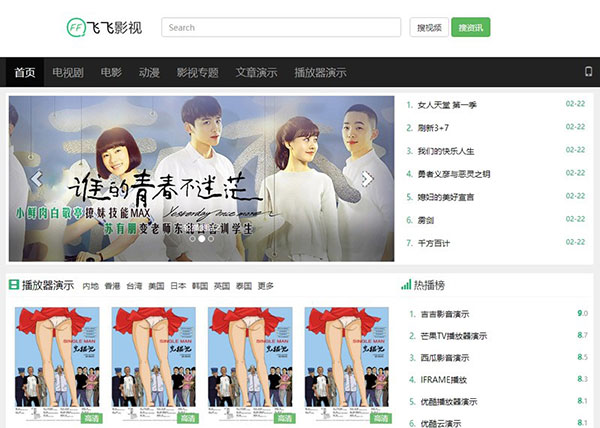 FF 飞飞影视
Search
搜视频
搜资讯
首页 电视剧 电影 动漫 影视专题 文章演示 播放器演示
谁的青春不迷茫
Yesterday Once more
小鲜肉白敬亭撩妹技能MAX
苏有朋变老师东北口音训学生
1. 女人天堂 第一季 02-22
2. 刷新3+7 02-22
3. 我们的快乐人生 02-22
4. 勇者义彦与恶灵之钥 02-22
5. 媳妇的美好宣言 02-22
6. 雳剑 02-22
7. 千方百计 02-22
播放器演示 内地 香港 台湾 美国 日本 韩国 英国 泰国 更多
SINGLE MAN
高清
SINGLE MAN
高清
SINGLE MAN
高清
SINGLE MAN
高清
热播榜
1. 吉吉影音演示 9.0
2. 芒果TV播放器演示 8.7
3. 西瓜影音演示 8.5
4. IFRAME播放 8.3
5. 优酷播放器演示 8.1
6. 优酷云演示 8.1